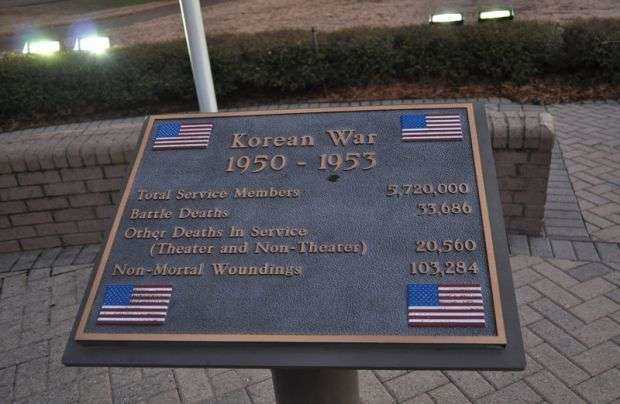 Korean War
1950 - 1953
Total Service Members 5,720,000
Battle Deaths 33,686
Other Deaths In Service
(Theater and Non-Theater) 20,560
Non-Mortal Woundings 103,284